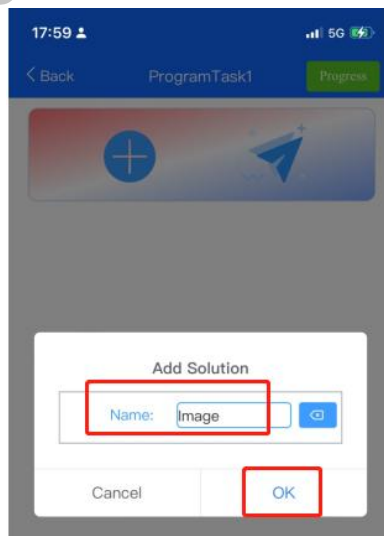 17:59 5G
Back ProgramTask1 Progress
Add Solution
Name: Image
Cancel OK